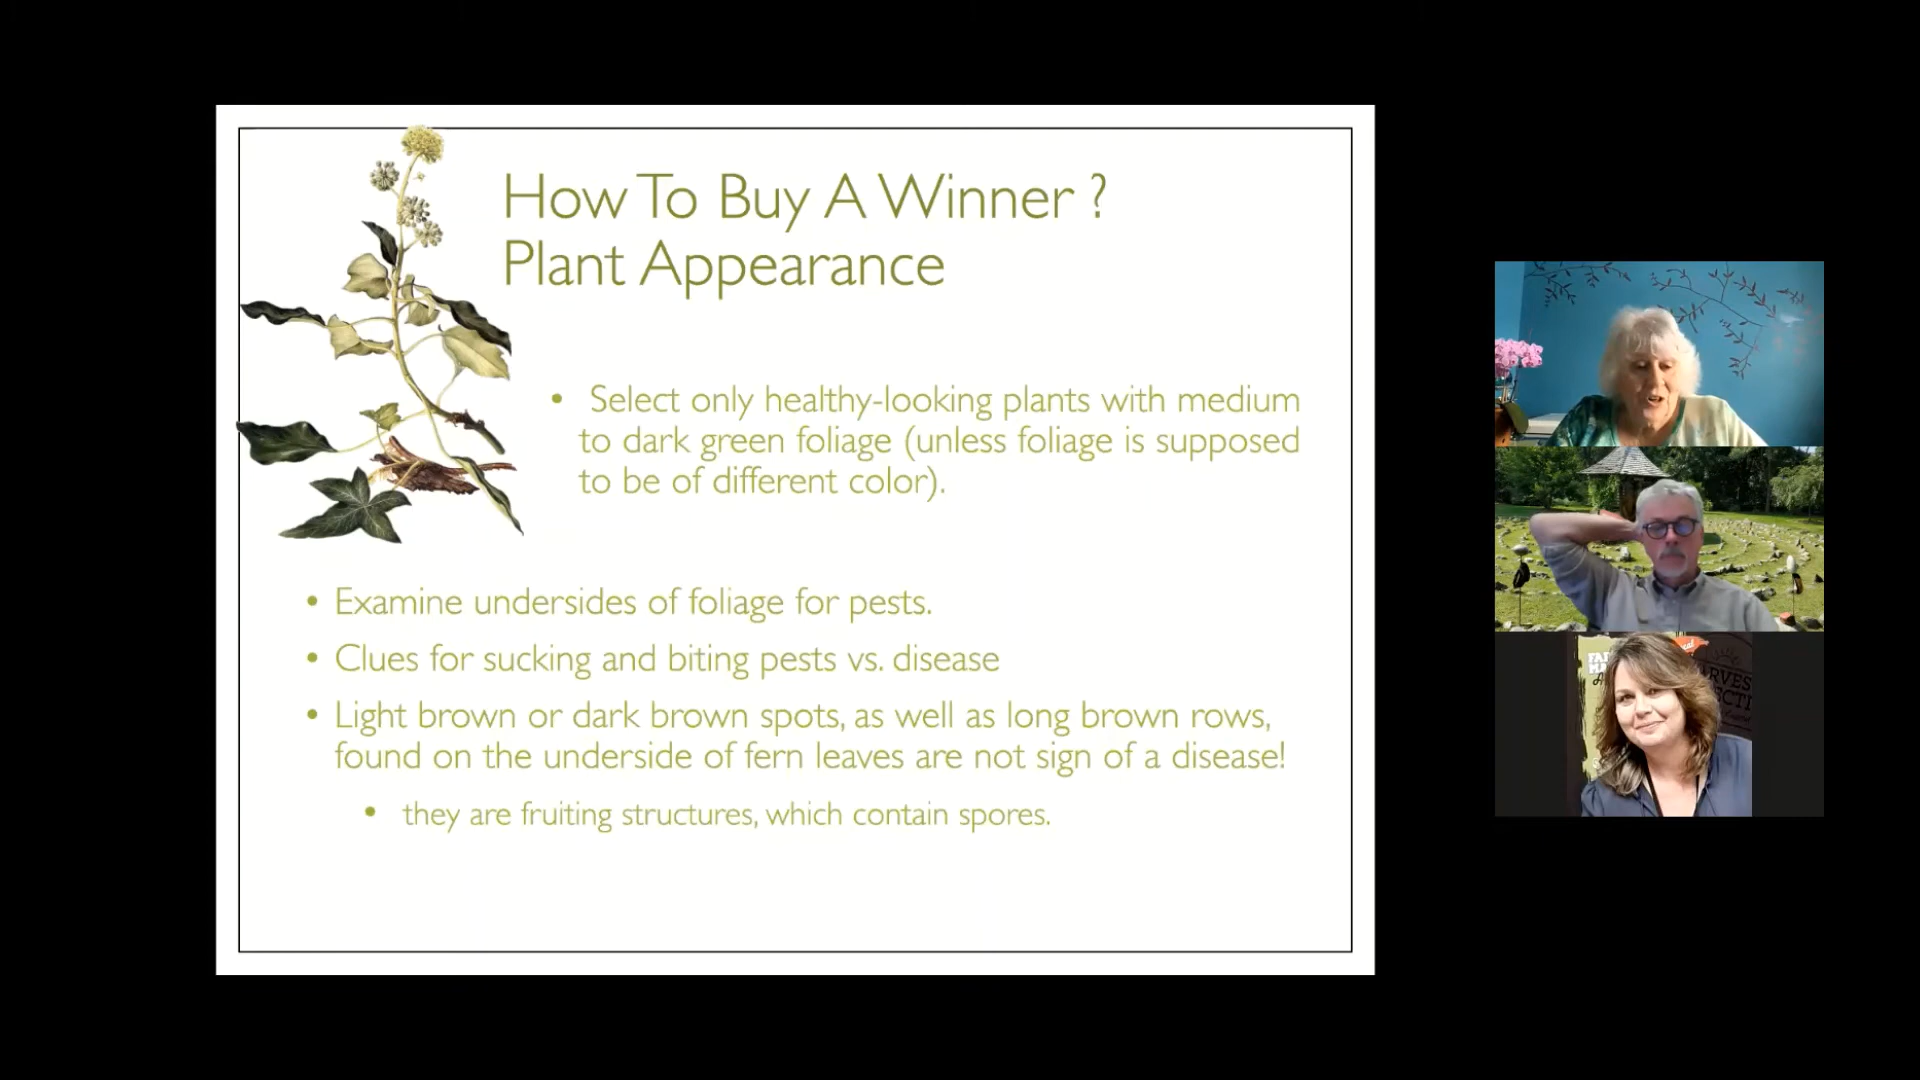 How To Buy A Winner ?
Plant Appearance
• Select only healthy-looking plants with medium
to dark green foliage (unless foliage is supposed
to be of different color).
• Examine undersides of foliage for pests.
• Clues for sucking and biting pests vs. disease
• Light brown or dark brown spots, as well as long brown rows,
found on the underside of fern leaves are not sign of a disease!
• they are fruiting structures, which contain spores.